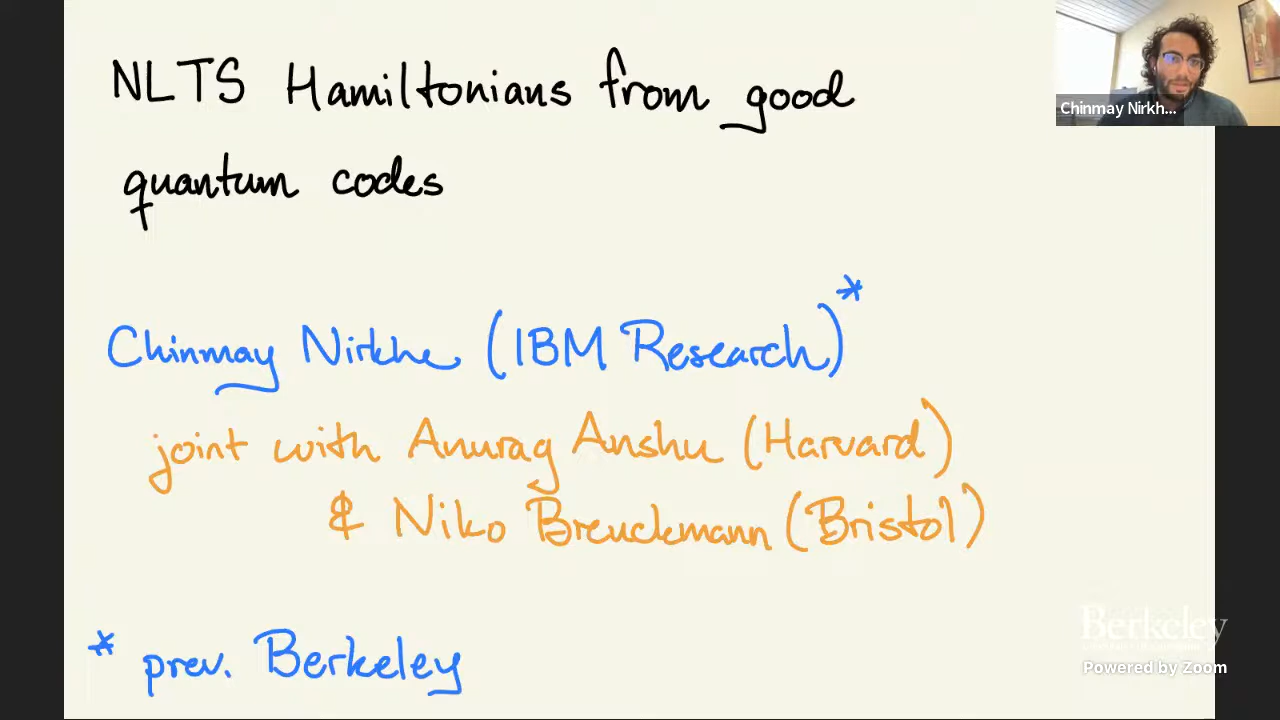 NLTS Hamiltonians from good
quantum codes
Chinmay Nirkhe (IBM Research)*
joint with Anurag Anshu (Harvard)
& Niko Breuckmann (Bristol)
* prev. Berkeley
Chinmay Nirkh...
Berkeley
Powered by Zoom